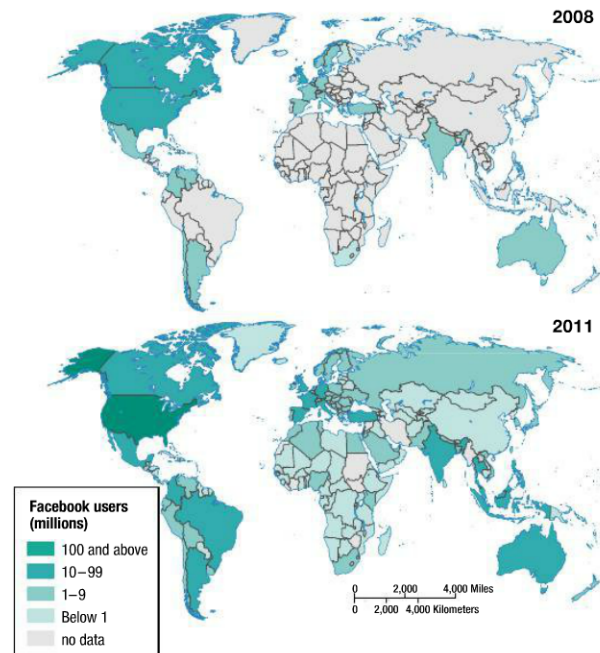 2008
2011
Facebook users
(millions)
100 and above
10–99
1–9
Below 1
no data
0 2,000 4,000 Miles
0 2,000 4,000 Kilometers